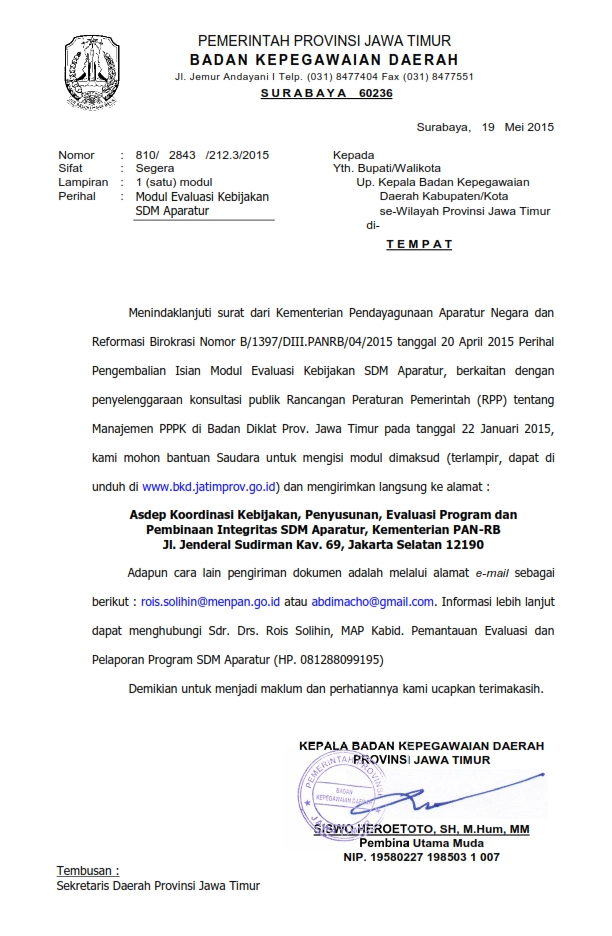 PEMERINTAH PROVINSI JAWA TIMUR
BADAN KEPEGAWAIAN DAERAH
Jl. Jemur Andayani I Telp. (031) 8477404 Fax (031) 8477551
SURABAYA 60236
Surabaya, 19 Mei 2015
Nomor : 810/ 2843 /212.3/2015
Sifat : Segera
Lampiran : 1 (satu) modul
Perihal : Modul Evaluasi Kebijakan
SDM Aparatur
Kepada
Yth. Bupati/Walikota
Up. Kepala Badan Kepegawaian
Daerah Kabupaten/Kota
se-Wilayah Provinsi Jawa Timur
di-
TEMPAT
Menindaklanjuti surat dari Kementerian Pendayagunaan Aparatur Negara dan
Reformasi Birokrasi Nomor B/1397/DIII.PANRB/04/2015 tanggal 20 April 2015 Perihal
Pengembalian Isian Modul Evaluasi Kebijakan SDM Aparatur, berkaitan dengan
penyelenggaraan konsultasi publik Rancangan Peraturan Pemerintah (RPP) tentang
Manajemen PPPK di Badan Diklat Prov. Jawa Timur pada tanggal 22 Januari 2015,
kami mohon bantuan Saudara untuk mengisi modul dimaksud (terlampir, dapat di
unduh di www.bkd.jatimprov.go.id) dan mengirimkan langsung ke alamat :
Asdep Koordinasi Kebijakan, Penyusunan, Evaluasi Program dan
Pembinaan Integritas SDM Aparatur, Kementerian PAN-RB
Jl. Jenderal Sudirman Kav. 69, Jakarta Selatan 12190
Adapun cara lain pengiriman dokumen adalah melalui alamat e-mail sebagai
berikut : rois.solihin@menpan.go.id atau abdimacho@gmail.com. Informasi lebih lanjut
dapat menghubungi Sdr. Drs. Rois Solihin, MAP Kabid. Pemantauan Evaluasi dan
Pelaporan Program SDM Aparatur (HP. 081288099195)
Demikian untuk menjadi maklum dan perhatiannya kami ucapkan terimakasih.
KEPALA BADAN KEPEGAWAIAN DAERAH
PROVINSI JAWA TIMUR
PEMERINTAH PROVINSI
BADAN
KEPEGAWAIAN DAERAH
SISWO HEROETOTO, SH, M.Hum, MM
Pembina Utama Muda
NIP. 19580227 198503 1 007
Tembusan :
Sekretaris Daerah Provinsi Jawa Timur